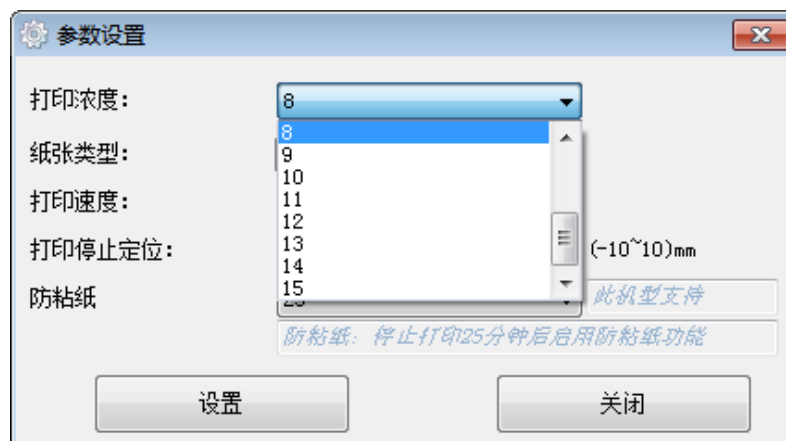 参数设置
打印浓度： 8
8
纸张类型： 9
10
打印速度： 11
12
打印停止定位： 13 (-10~10)mm
14
防粘纸 15 此机型支持
防粘纸：停止打印25分钟后启用防粘纸功能
设置 关闭